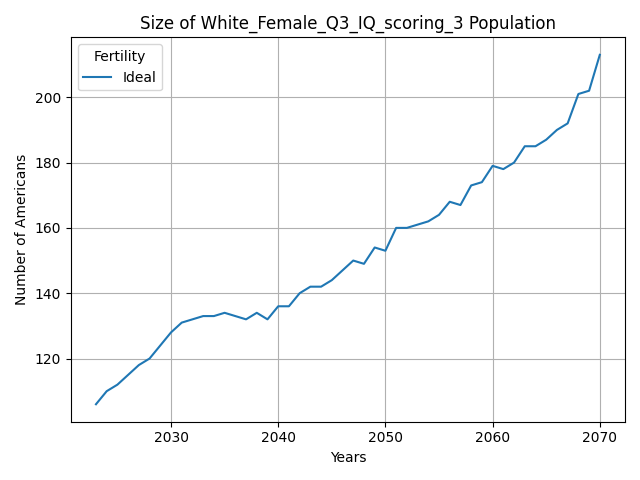 Size of White_Female_Q3_IQ_scoring_3 Population
Fertility
Ideal
Number of Americans
200
180
160
140
120
2030 2040 2050 2060 2070
Years